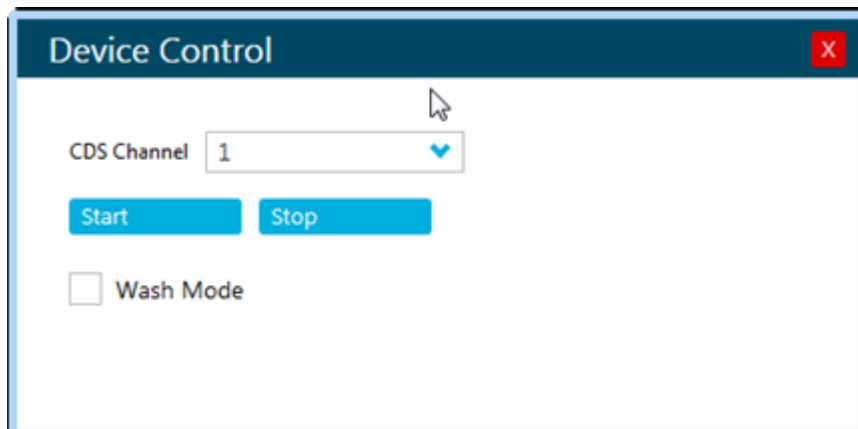 Device Control X
CDS Channel 1
Start Stop
Wash Mode